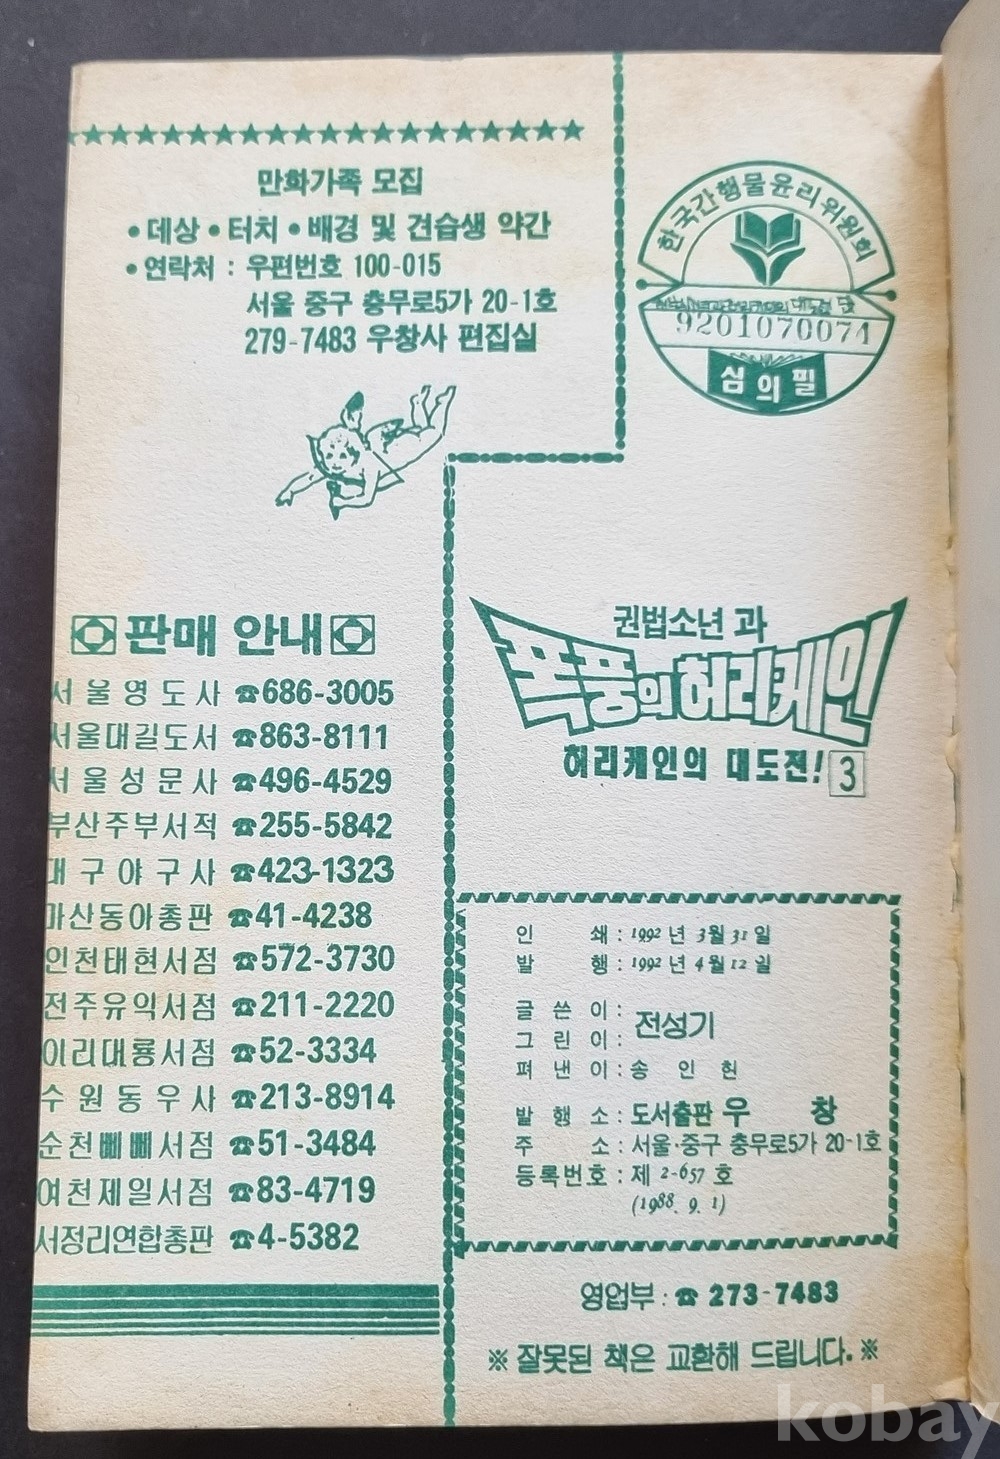 만화가족 모집
• 데상 • 터치 • 배경 및 견습생 약간
• 연락처 : 우편번호 100-015
서울 중구 충무로5가 20-1호
279-7483 우창사 편집실
한국간행물윤리위원회
9201070074
심의필
판매 안내
서울영도사 ☎686-3005
서울대길도서 ☎863-8111
서울성문사 ☎496-4529
부산주부서적 ☎255-5842
대구야구사 ☎423-1323
마산동아총판 ☎41-4238
인천태현서점 ☎572-3730
전주유익서점 ☎211-2220
이리대룡서점 ☎52-3334
수원동우사 ☎213-8914
순천삐삐서점 ☎51-3484
여천제일서점 ☎83-4719
서정리연합총판 ☎4-5382
권법소년 과
폭풍의 허리케인
허리케인의 대도전! 3
인 쇄 : 1992 년 3월 31 일
발 행 : 1992 년 4월 12 일
글 쓴 이 :
그 린 이 : 전성기
펴 낸 이 : 송 인 헌
발 행 소 : 도서출판 우 창
주 소 : 서울·중구 충무로5가 20-1호
등록번호 : 제 2-657 호
(1988. 9. 1)
영업부 : ☎ 273-7483
※ 잘못된 책은 교환해 드립니다. ※
kobay